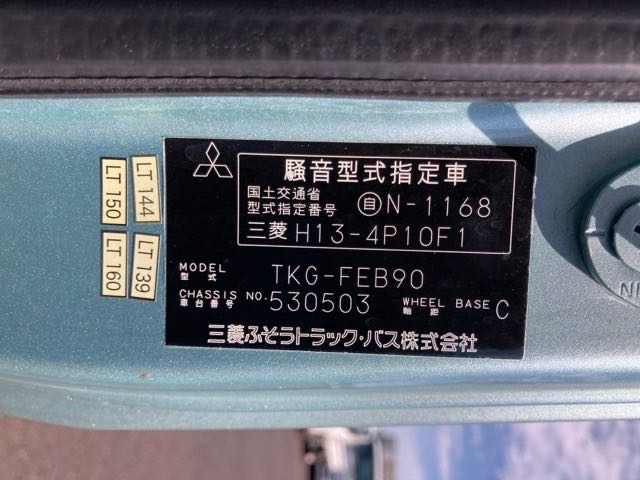 騒音型式指定車
国土交通省
型式指定番号 自N-1168
三菱 H13-4P10F1
MODEL 型式 TKG-FEB90
CHASSIS NO. 車台番号 530503 WHEEL BASE 軸距 C
三菱ふそうトラック・バス株式会社
LT 150
LT 144
LT 160
LT 139
NI